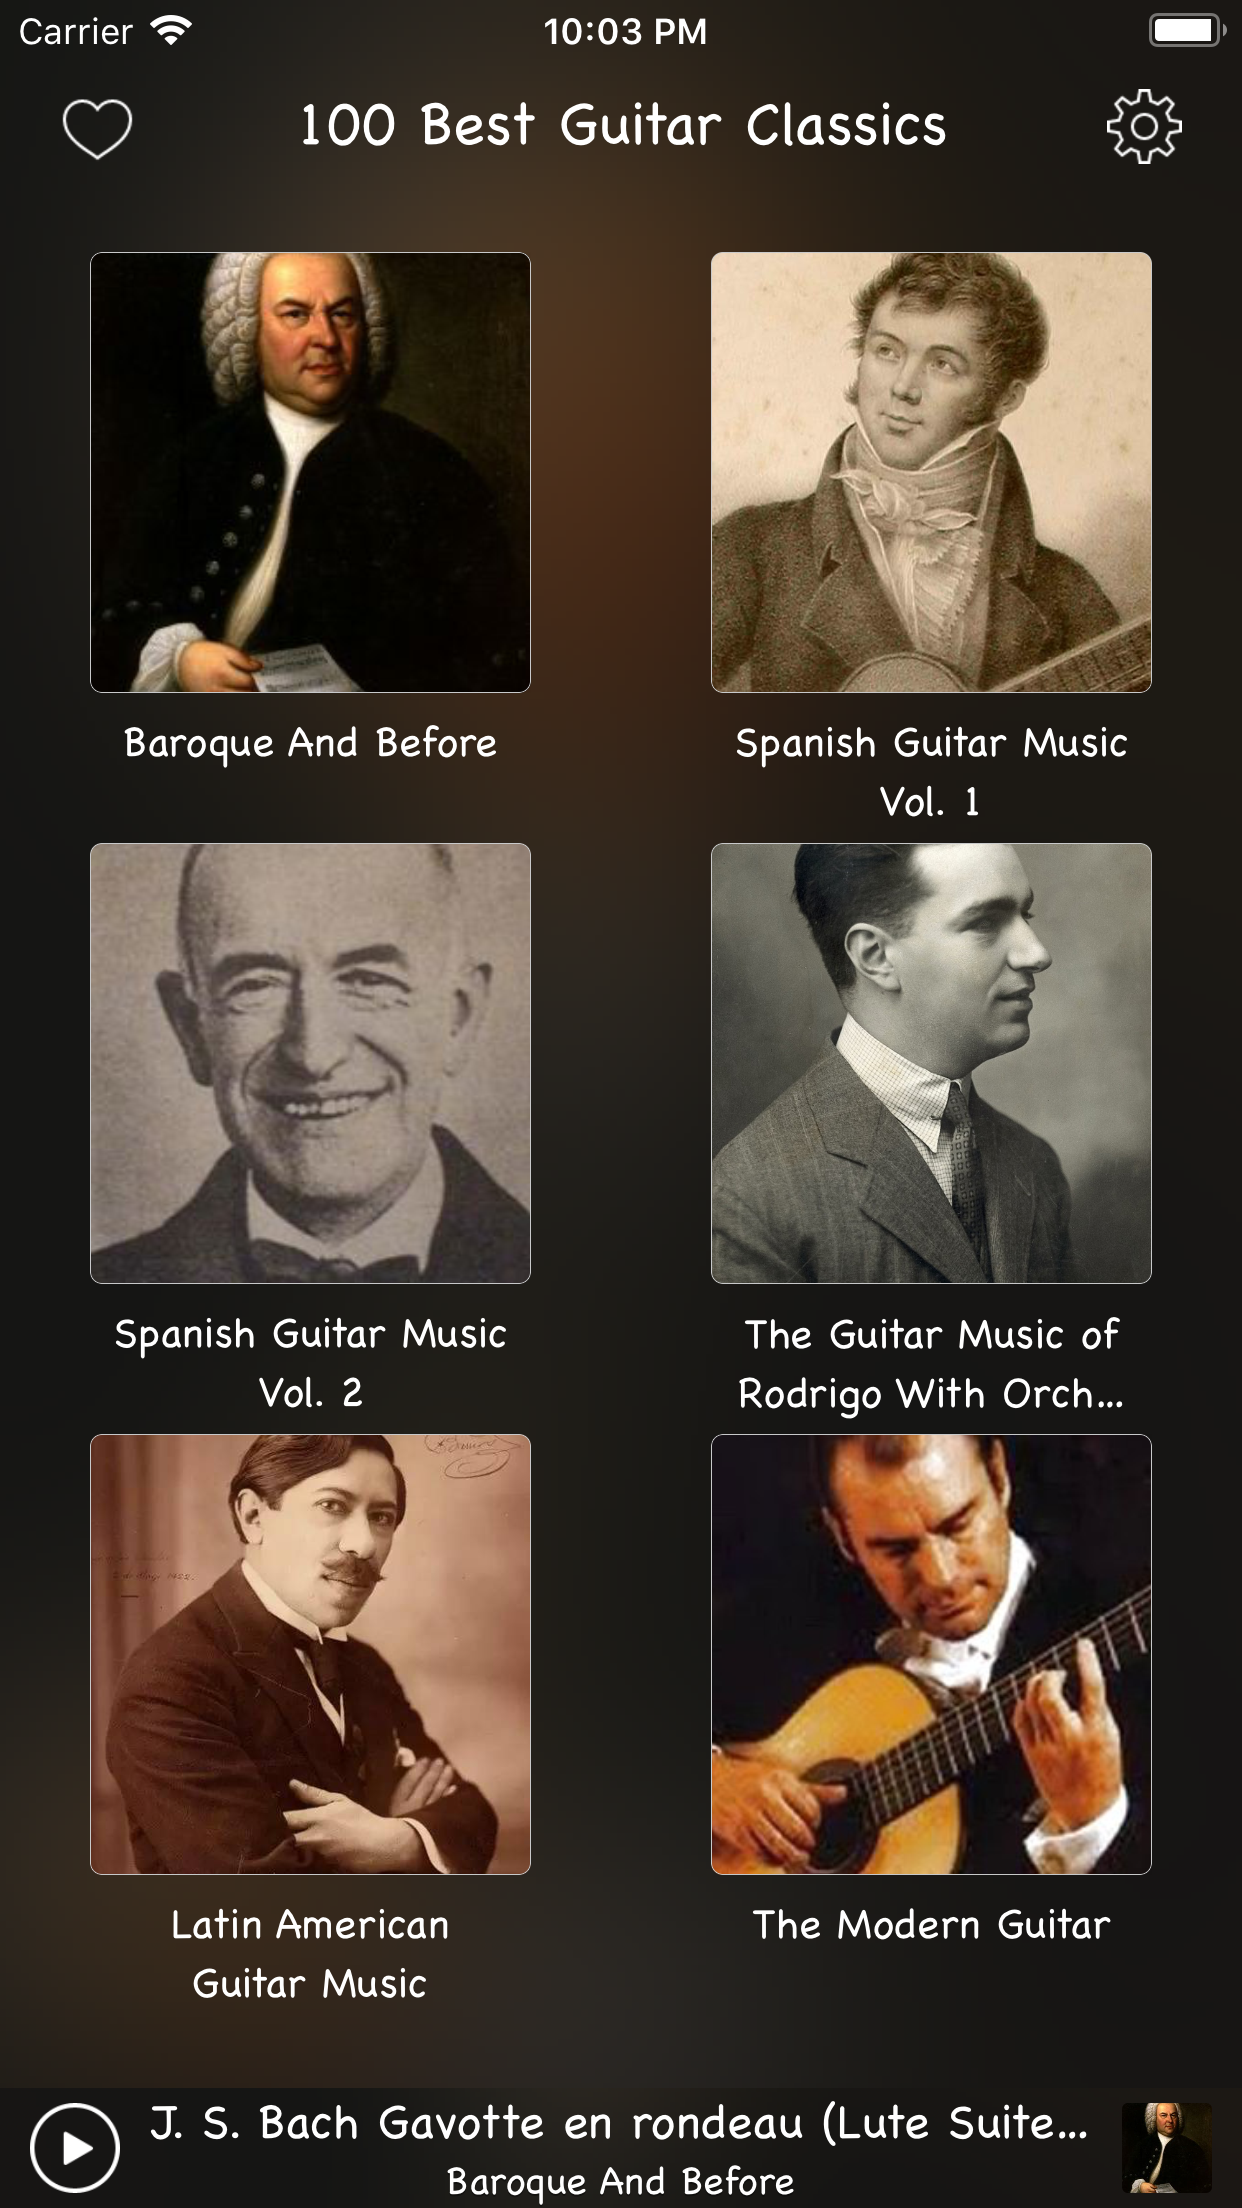 Carrier
10:03 PM
100 Best Guitar Classics
Baroque And Before
Spanish Guitar Music
Vol. 1
Spanish Guitar Music
Vol. 2
The Guitar Music of
Rodrigo With Orch...
Latin American
Guitar Music
The Modern Guitar
J. S. Bach Gavotte en rondeau (Lute Suite...
Baroque And Before